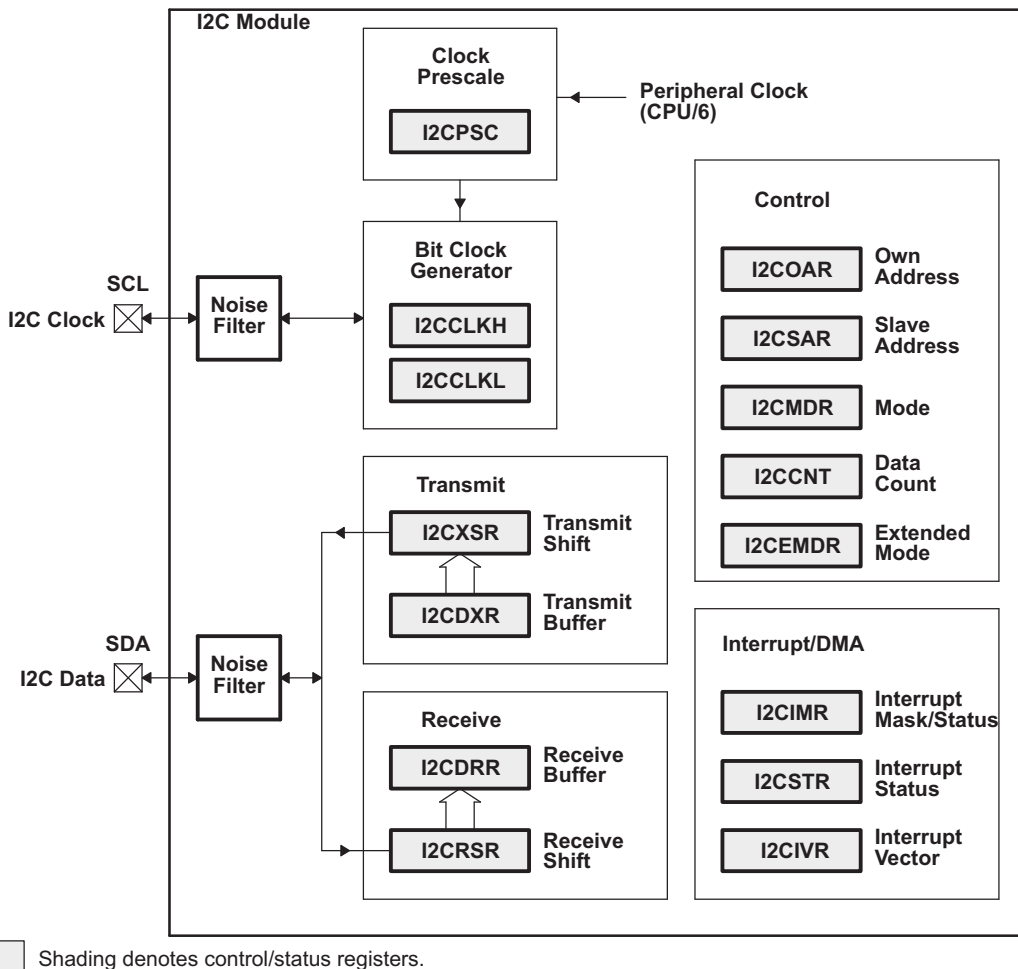 I2C Module
Clock
Prescale
I2CPSC
Peripheral Clock
(CPU/6)
Bit Clock
Generator
I2CCLKH
I2CCLKL
SCL
I2C Clock
Noise
Filter
Control
I2COAR
Own
Address
I2CSAR
Slave
Address
I2CMDR
Mode
I2CCNT
Data
Count
I2CEMDR
Extended
Mode
Transmit
I2CXSR
Transmit
Shift
I2CDXR
Transmit
Buffer
SDA
I2C Data
Noise
Filter
Receive
I2CDRR
Receive
Buffer
I2CRSR
Receive
Shift
Interrupt/DMA
I2CIMR
Interrupt
Mask/Status
I2CSTR
Interrupt
Status
I2CIVR
Interrupt
Vector
Shading denotes control/status registers.